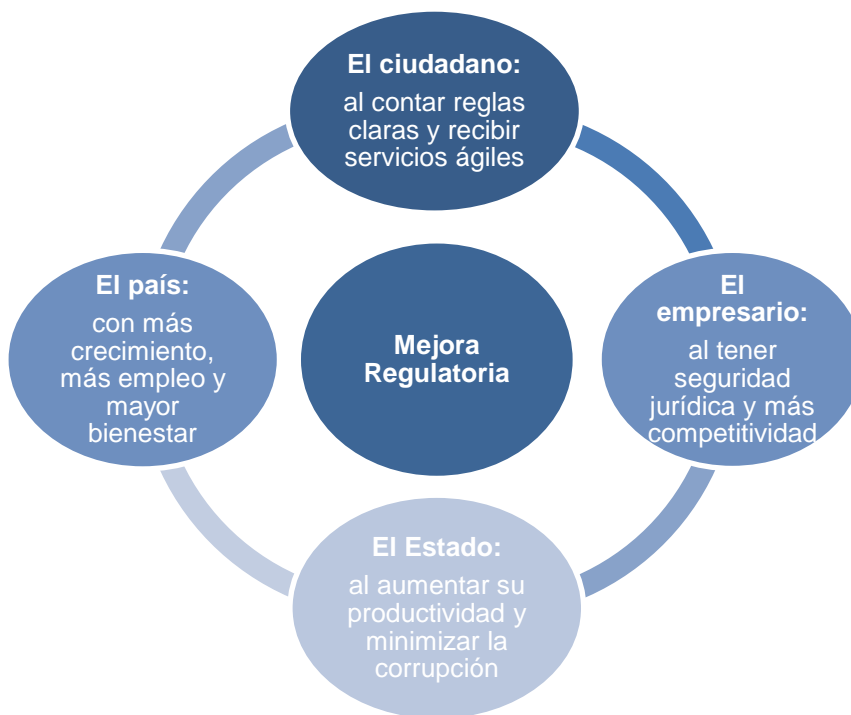 El ciudadano:
al contar reglas
claras y recibir
servicios ágiles
El país:
con más
crecimiento,
más empleo y
mayor
bienestar
Mejora
Regulatoria
El
empresario:
al tener
seguridad
jurídica y más
competitividad
El Estado:
al aumentar su
productividad y
minimizar la
corrupción